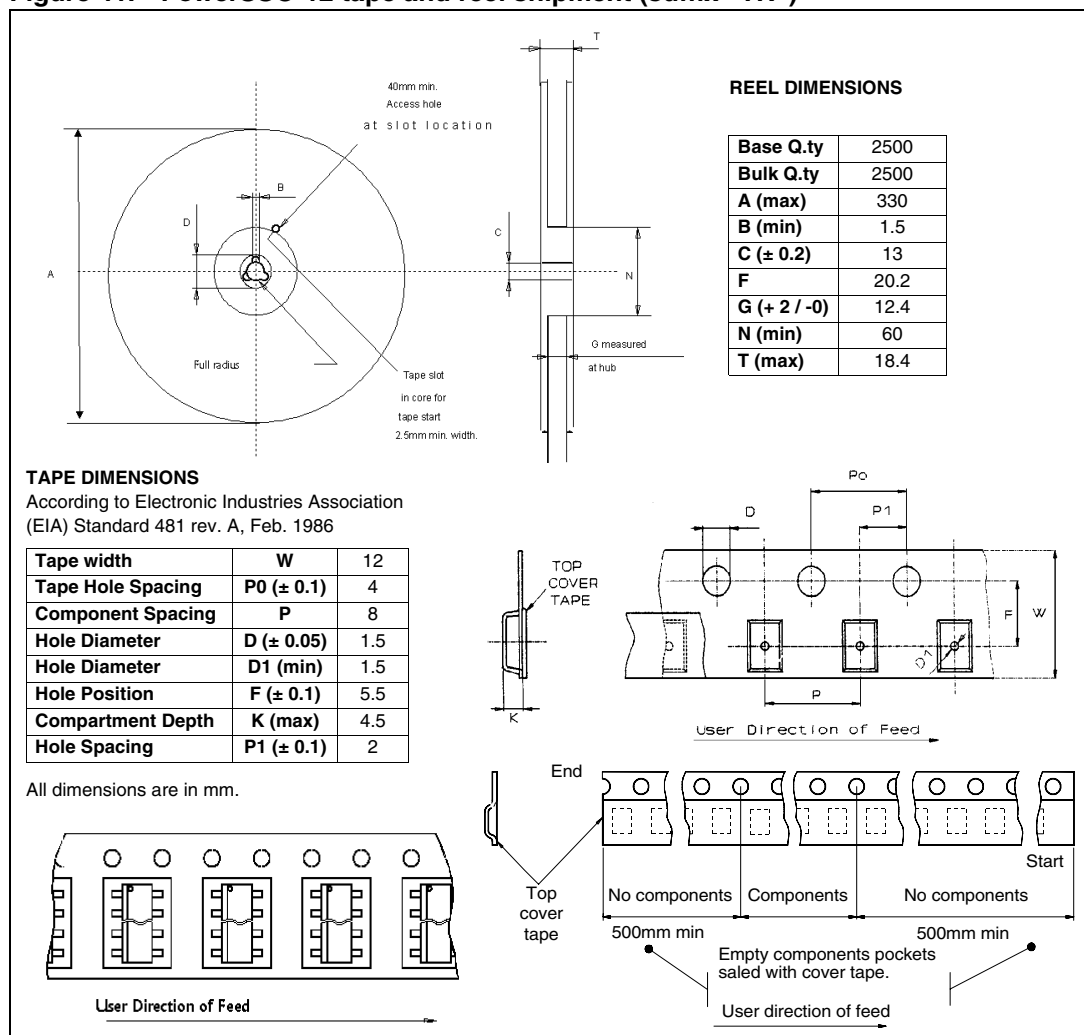 T
40mm min.
Access hole
at slot location
B
D
C
A
N
Full radius
G measured
at hub
Tape slot
in core for
tape start
2.5mm min. width.
REEL DIMENSIONS
Base Q.ty 2500
Bulk Q.ty 2500
A (max) 330
B (min) 1.5
C (± 0.2) 13
F 20.2
G (+ 2 / -0) 12.4
N (min) 60
T (max) 18.4
TAPE DIMENSIONS
According to Electronic Industries Association
(EIA) Standard 481 rev. A, Feb. 1986
Tape width W 12
Tape Hole Spacing P0 (± 0.1) 4
Component Spacing P 8
Hole Diameter D (± 0.05) 1.5
Hole Diameter D1 (min) 1.5
Hole Position F (± 0.1) 5.5
Compartment Depth K (max) 4.5
Hole Spacing P1 (± 0.1) 2
All dimensions are in mm.
TOP
COVER
TAPE
K
Po
P1
D
F
W
D1
P
User Direction of Feed
End
Start
Top
cover
tape
No components Components No components
500mm min 500mm min
Empty components pockets
saled with cover tape.
User direction of feed
User Direction of Feed